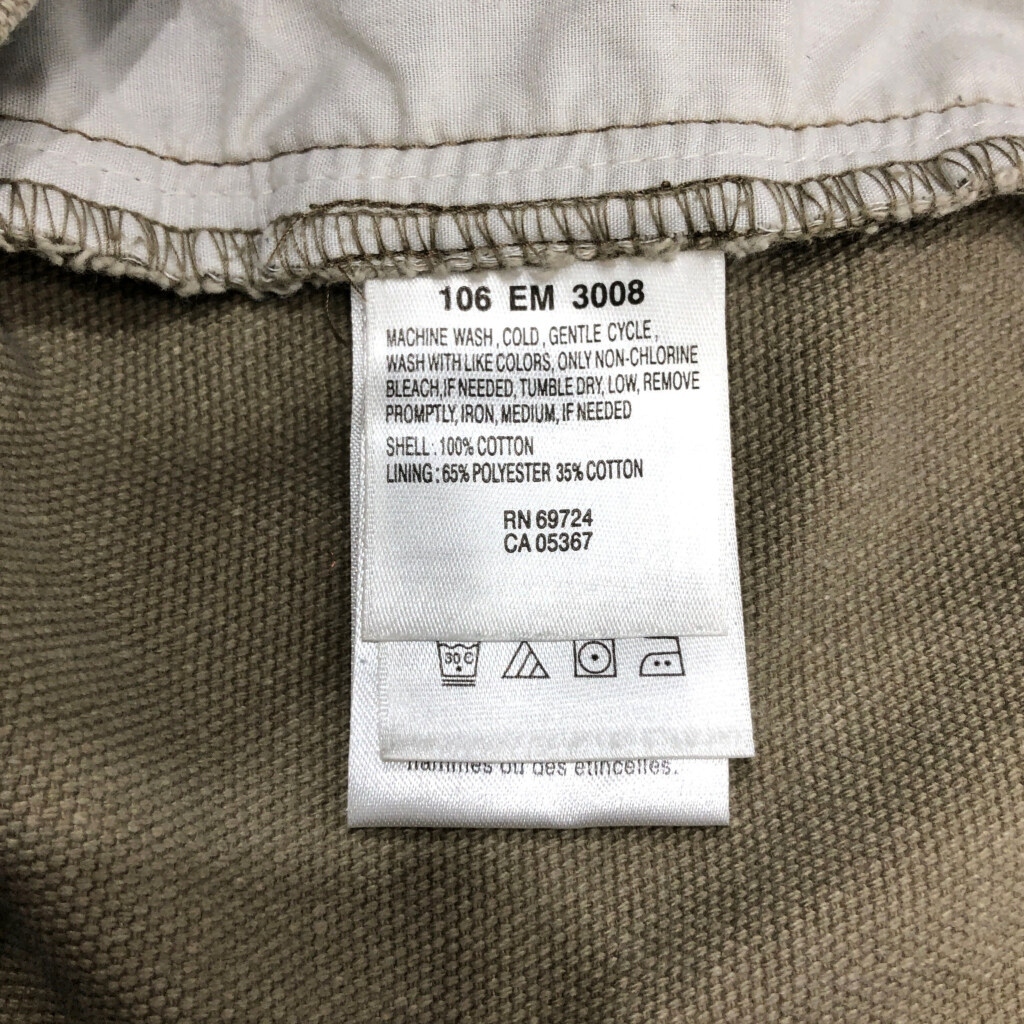 106 EM 3008
MACHINE WASH, COLD, GENTLE CYCLE,
WASH WITH LIKE COLORS, ONLY NON-CHLORINE
BLEACH, IF NEEDED, TUMBLE DRY, LOW, REMOVE
PROMPTLY, IRON, MEDIUM, IF NEEDED
SHELL : 100% COTTON
LINING : 65% POLYESTER 35% COTTON
RN 69724
CA 05367
30 C
flammes ou des étincelles.